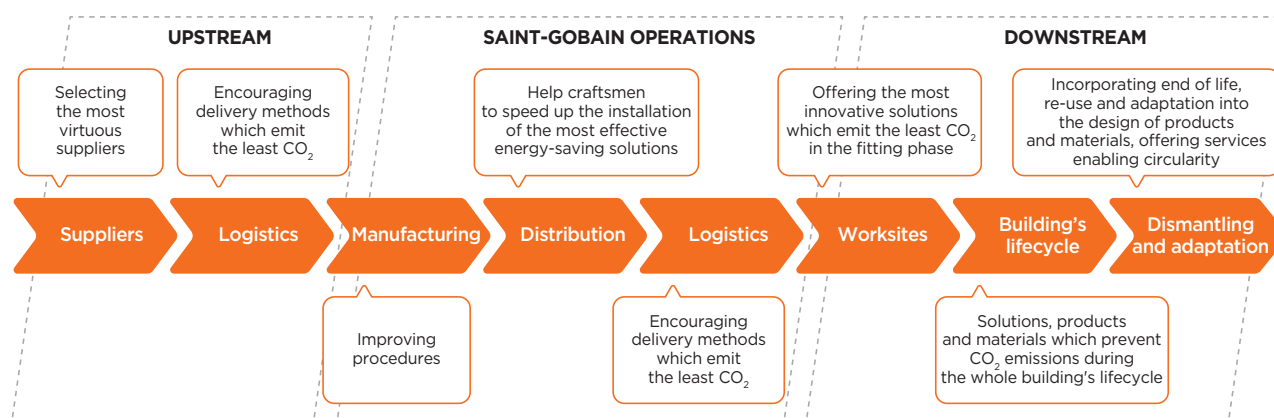 UPSTREAM
SAINT-GOBAIN OPERATIONS
DOWNSTREAM
Selecting
the most
virtuous
suppliers
Encouraging
delivery methods
which emit
the least CO₂
Help craftsmen
to speed up the installation
of the most effective
energy-saving solutions
Offering the most
innovative solutions
which emit the least CO₂
in the fitting phase
Incorporating end of life,
re-use and adaptation into
the design of products
and materials, offering services
enabling circularity
Suppliers
Logistics
Manufacturing
Distribution
Logistics
Worksites
Building's
lifecycle
Dismantling
and adaptation
Improving
procedures
Encouraging
delivery methods
which emit
the least CO₂
Solutions, products
and materials which prevent
CO₂ emissions during
the whole building's lifecycle